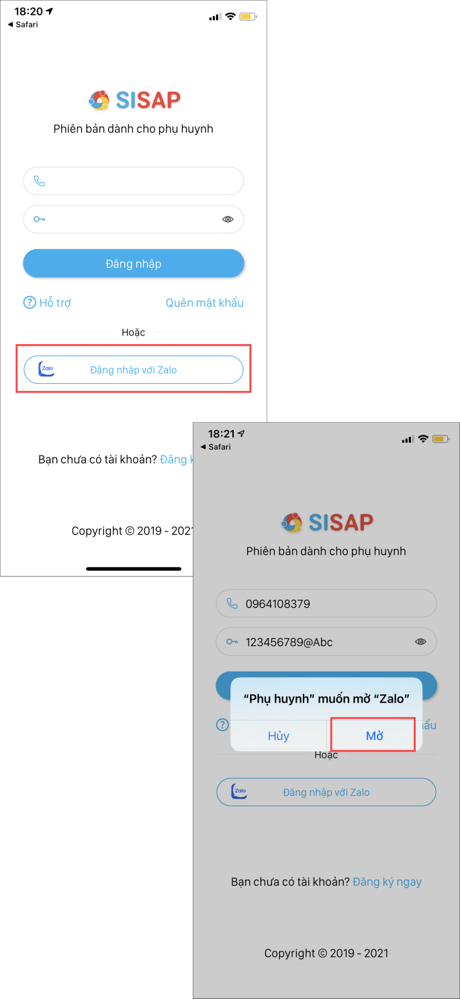 18:20
◀ Safari
SISAP
Phiên bản dành cho phụ huynh
Đăng nhập
Hỗ trợ
Quên mật khẩu
Hoặc
Zalo
Đăng nhập với Zalo
Bạn chưa có tài khoản? Đăng k
Copyright © 2019 - 202
18:21
◀ Safari
SISAP
Phiên bản dành cho phụ huynh
0964108379
123456789@Abc
“Phụ huynh” muốn mở “Zalo”
Hủy
Mở
ẩu
Hoặc
Zalo
Đăng nhập với Zalo
Bạn chưa có tài khoản? Đăng ký ngay
Copyright © 2019 - 2021